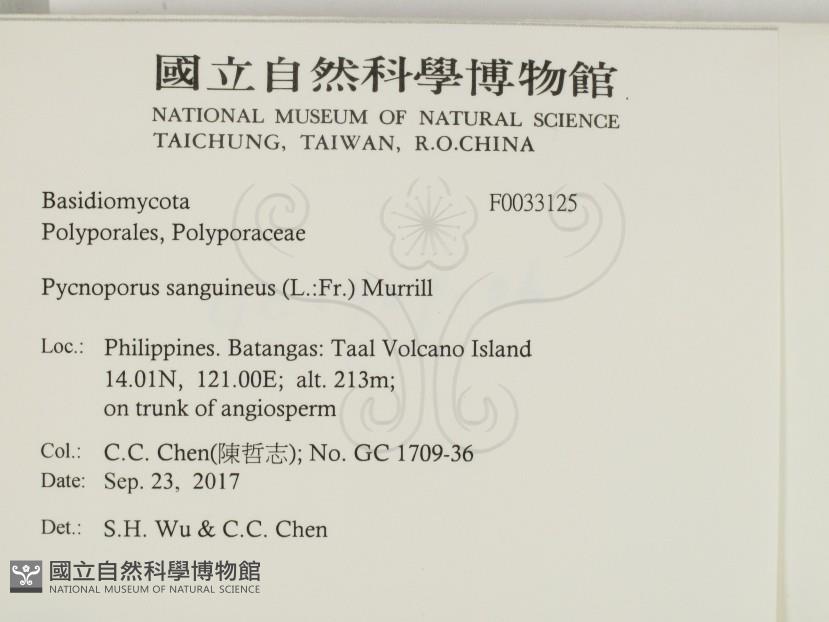 國立自然科學博物館
NATIONAL MUSEUM OF NATURAL SCIENCE
TAICHUNG, TAIWAN, R.O.CHINA
Basidiomycota F0033125
Polyporales, Polyporaceae
Pycnoporus sanguineus (L.:Fr.) Murrill
Loc.: Philippines. Batangas: Taal Volcano Island
14.01N, 121.00E; alt. 213m;
on trunk of angiosperm
Col.: C.C. Chen(陳哲志); No. GC 1709-36
Date: Sep. 23, 2017
Det.: S.H. Wu & C.C. Chen
國立自然科學博物館
NATIONAL MUSEUM OF NATURAL SCIENCE